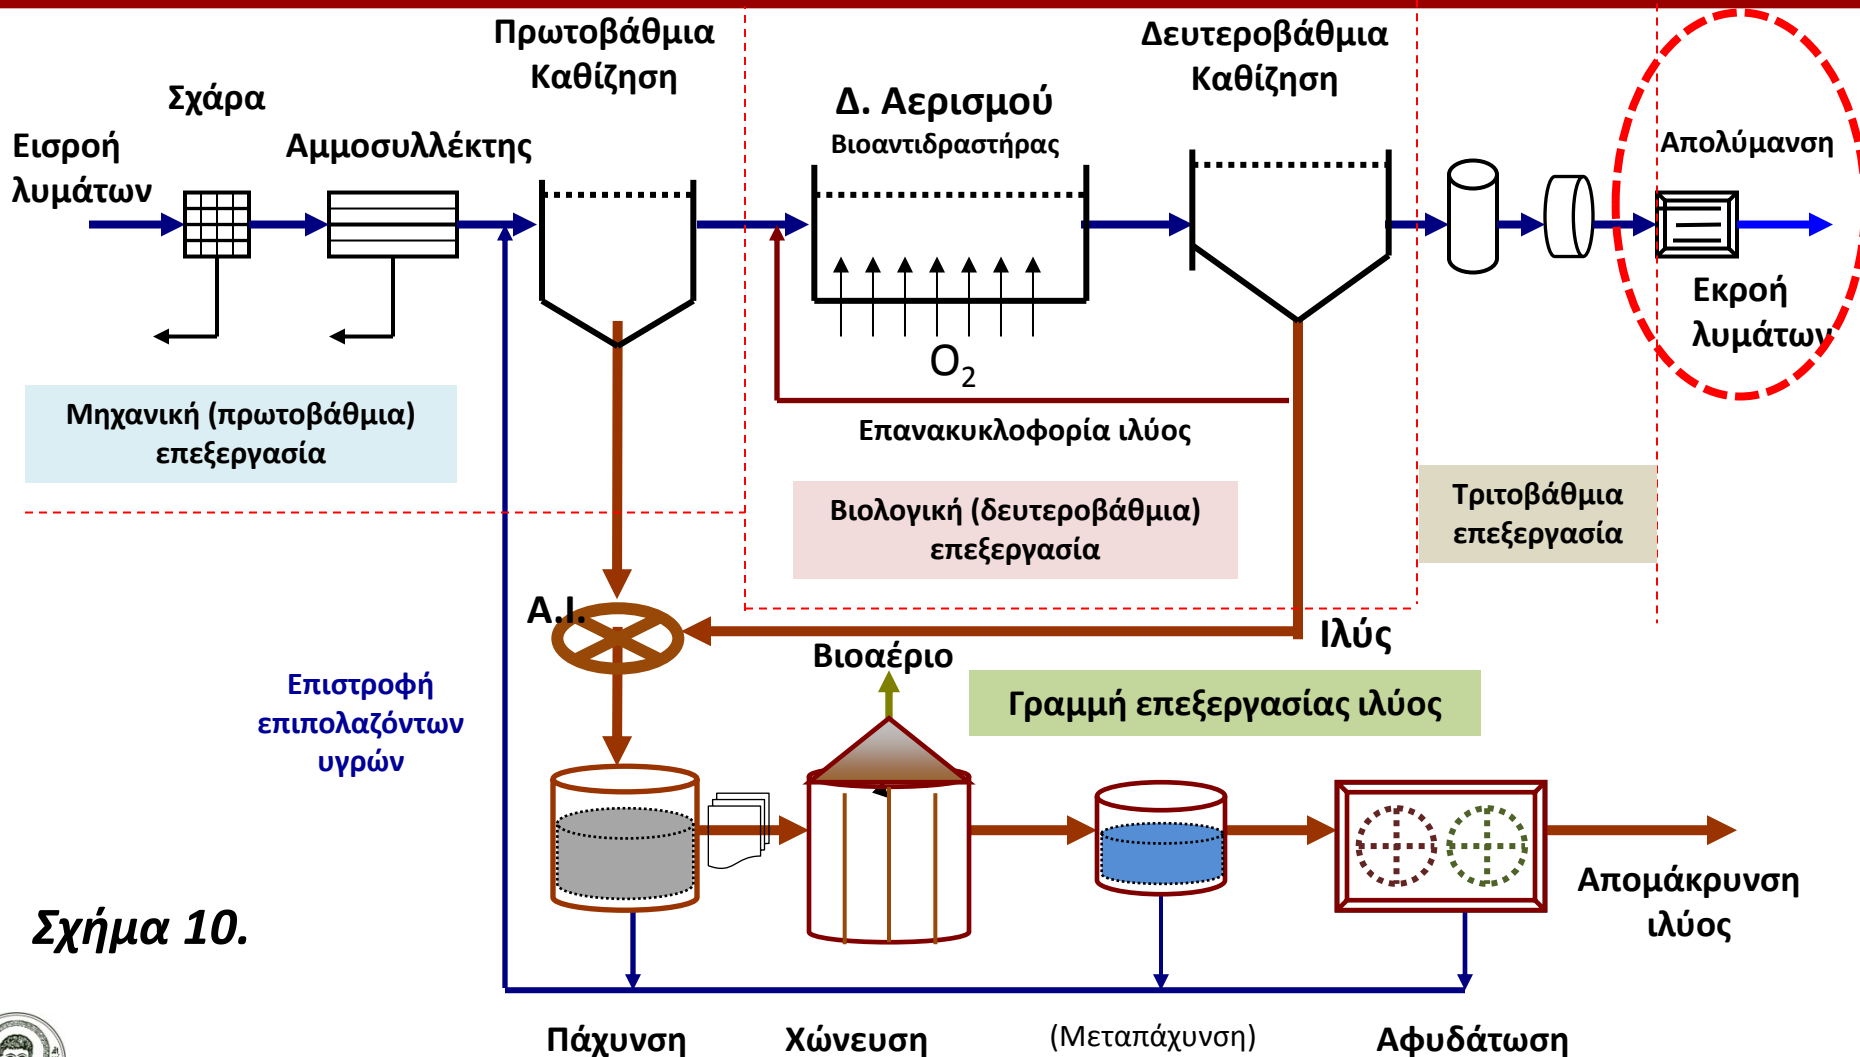 Πρωτοβάθμια
Καθίζηση
Δευτεροβάθμια
Καθίζηση
Σχάρα
Δ. Αερισμού
Βιοαντιδραστήρας
Εισροή
λυμάτων
Αμμοσυλλέκτης
Απολύμανση
Εκροή
λυμάτων
O2
Μηχανική (πρωτοβάθμια)
επεξεργασία
Επανακυκλοφορία ιλύος
Βιολογική (δευτεροβάθμια)
επεξεργασία
Τριτοβάθμια
επεξεργασία
Α.Ι.
Ιλύς
Βιοαέριο
Επιστροφή
επιπολαζόντων
υγρών
Γραμμή επεξεργασίας ιλύος
Απομάκρυνση
ιλύος
Σχήμα 10.
Πάχυνση
Χώνευση
(Μεταπάχυνση)
Αφυδάτωση